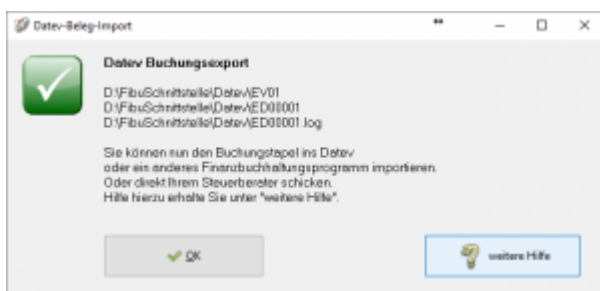 Datev-Beleg-Import
Datev Buchungsexport
D:\FibuSchnittstelle\Datev\EV01
D:\FibuSchnittstelle\Datev\ED00001
D:\FibuSchnittstelle\Datev\ED00001.log
Sie können nun den Buchungstapel ins Datev
oder ein anderes Finanzbuchhaltungsprogramm importieren.
Oder direkt Ihrem Steuerberater schicken.
Hilfe hierzu erhalte Sie unter "weitere Hilfe".
OK
weitere Hilfe